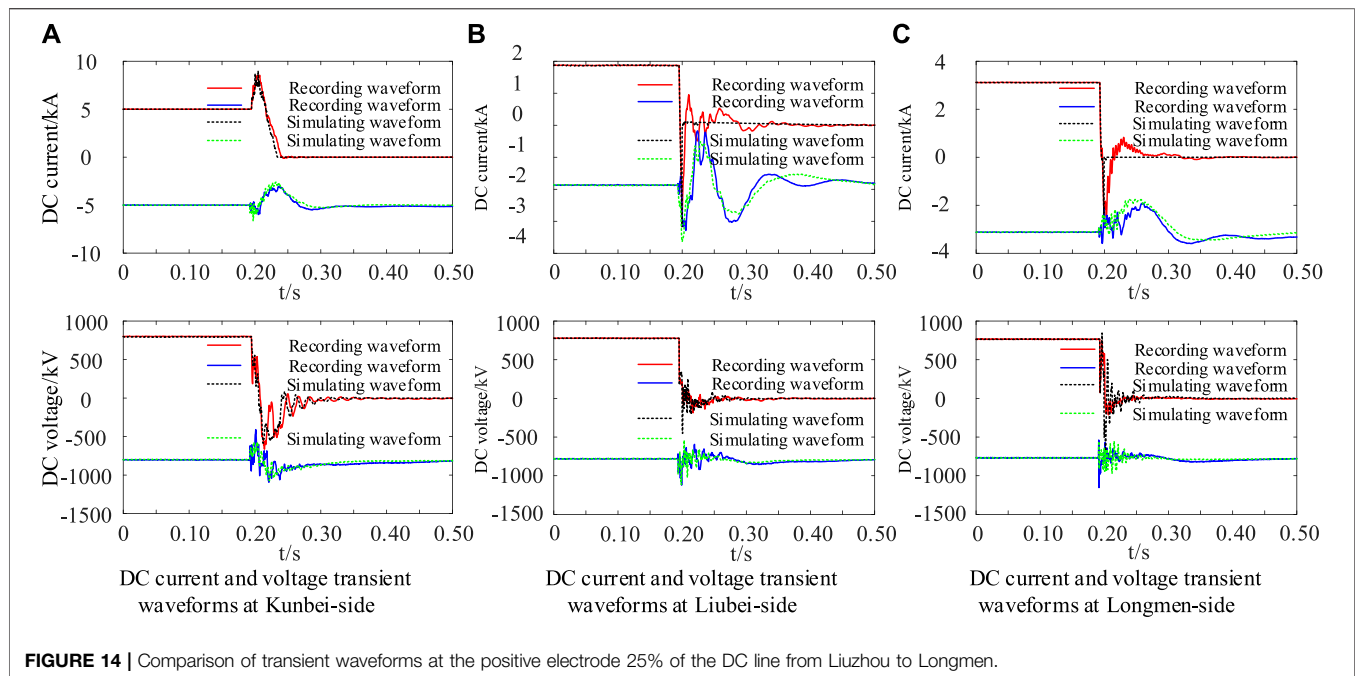 A
10
5
0
-5
-10
DC current/kA
Recording waveform
Recording waveform
Simulating waveform
Simulating waveform
0 0.10 0.20 0.30 0.40 0.50
t/s
1000
500
0
-500
-1000
-1500
DC voltage/kV
Recording waveform
Recording waveform
Simulating waveform
Simulating waveform
0 0.10 0.20 0.30 0.40 0.50
t/s
DC current and voltage transient
waveforms at Kunbei-side
B
2
1
0
-1
-2
-3
-4
DC current/kA
Recording waveform
Recording waveform
Simulating waveform
Simulating waveform
0 0.10 0.20 0.30 0.40 0.50
t/s
1000
500
0
-500
-1000
-1500
DC voltage/kV
Recording waveform
Recording waveform
Simulating waveform
Simulating waveform
0 0.10 0.20 0.30 0.40 0.50
t/s
DC current and voltage transient
waveforms at Liubei-side
C
4
2
0
-2
-4
DC current/kA
Recording waveform
Recording waveform
Simulating waveform
Simulating waveform
0 0.10 0.20 0.30 0.40 0.50
t/s
1000
500
0
-500
-1000
-1500
DC voltage/kV
Recording waveform
Recording waveform
Simulating waveform
Simulating waveform
0 0.10 0.20 0.30 0.40 0.50
t/s
DC current and voltage transient
waveforms at Longmen-side
FIGURE 14 | Comparison of transient waveforms at the positive electrode 25% of the DC line from Liuzhou to Longmen.